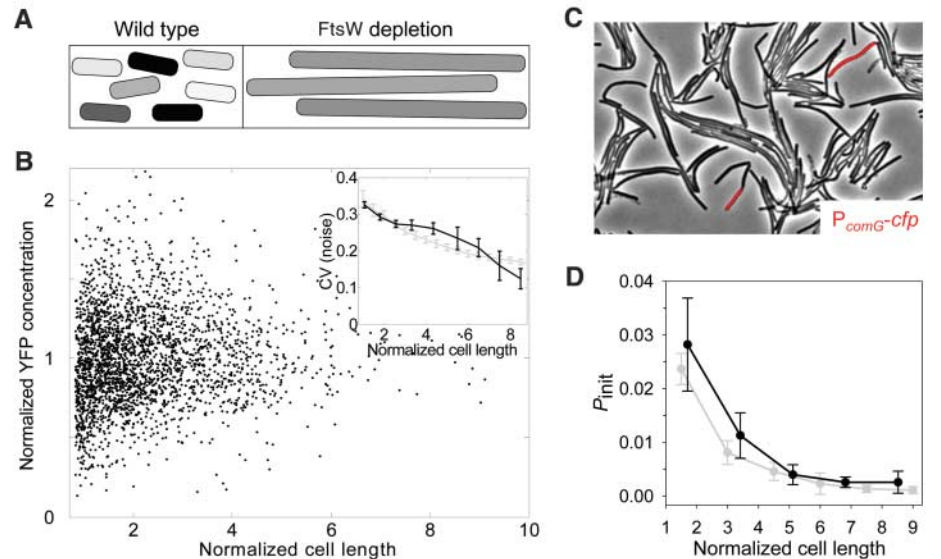 A
Wild type
FtsW depletion
B
Normalized YFP concentration
2
1
0
2
4
6
8
10
Normalized cell length
CV (noise)
0.4
0.3
0.2
0.1
0
2
4
6
8
Normalized cell length
C
PcomG-cfp
D
Pinit
0.04
0.03
0.02
0.01
0.00
1
2
3
4
5
6
7
8
9
Normalized cell length